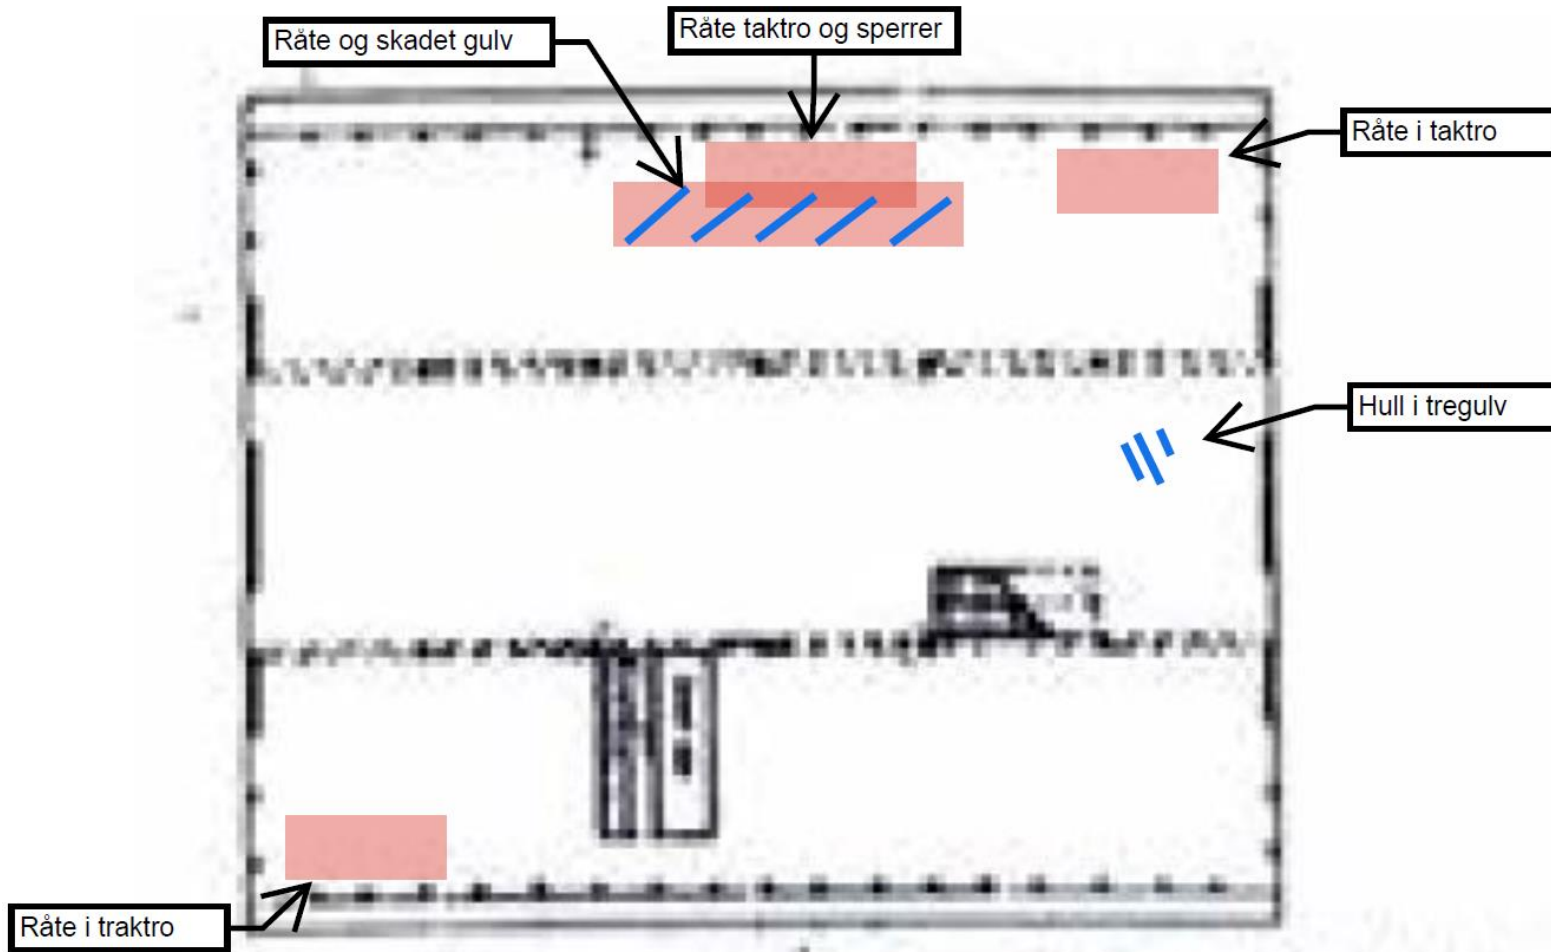 Råte taktro og sperrer
Råte og skadet gulv
Råte i taktro
Hull i tregulv
Råte i traktro